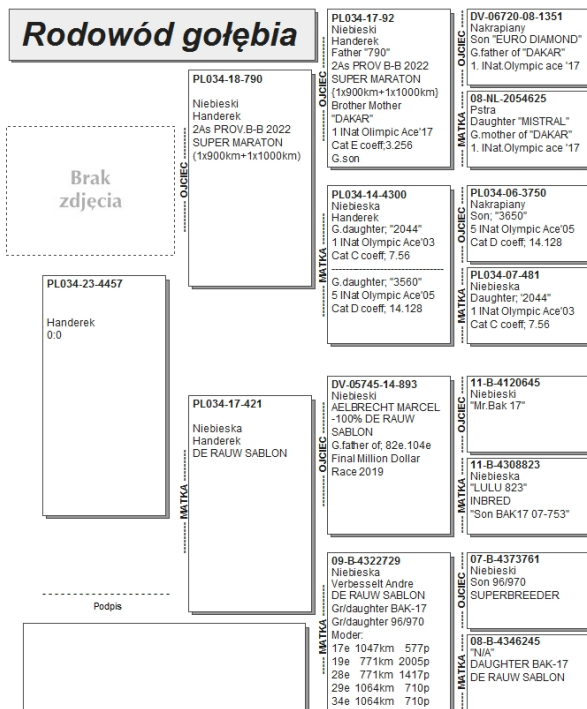 Rodowód gołębia
Brak
zdjęcia
PL034-23-4457
Handerek
0:0
Podpis
OJCIEC
PL034-18-790
Niebieski
Handerek
2As PROV.B-B 2022
SUPER MARATON
(1x900km+1x1000km)
MATKA
PL034-17-421
Niebieska
Handerek
DE RAUW SABLON
OJCIEC
PL034-17-92
Niebieski
Handerek
Father "790"
2As PROV B-B 2022
SUPER MARATON
{1x900km+1x1000km}
Brother Mother
"DAKAR"
1 INat Olimpic Ace'17
Cat E coeff;3.256
G.son
MATKA
PL034-14-4300
Niebieska
Handerek
G.daughter; "2044"
1 INat Olympic Ace'03
Cat C coeff; 7.56
G.daughter; "3560"
5 INat Olympic Ace'05
Cat D coeff; 14.128
OJCIEC
DV-05745-14-893
Niebieski
AELBRECHT MARCEL
-100% DE RAUW
SABLON
G.father of; 82e.104e
Final Million Dollar
Race 2019
MATKA
09-B-4322729
Niebieska
Verbesselt Andre
DE RAUW SABLON
Gr/daughter BAK-17
Gr/daughter 96/970
Moder:
17e 1047km 577p
19e 771km 2005p
28e 771km 1417p
29e 1064km 710p
34e 1064km 710p
OJCIEC
DV-06720-08-1351
Nakrapiany
Son "EURO DIAMOND"
G.father of "DAKAR"
1. INat.Olympic ace '17
MATKA
08-NL-2054625
Pstra
Daughter "MISTRAL"
G.mother of "DAKAR"
1. INat.Olympic ace '17
OJCIEC
PL034-06-3750
Nakrapiany
Son; "3650"
5 INat Olympic Ace'05
Cat D coeff; 14.128
MATKA
PL034-07-481
Niebieska
Daughter; '2044"
1 INat Olympic Ace'03
Cat C coeff; 7.56
OJCIEC
11-B-4120645
Niebieski
"Mr.Bak 17"
MATKA
11-B-4308823
Niebieska
"LULU 823"
INBRED
"Son BAK17 07-753"
OJCIEC
07-B-4373761
Niebieski
Son 96/970
SUPERBREEDER
MATKA
08-B-4346245
"N/A"
DAUGHTER BAK-17
DE RAUW SABLON